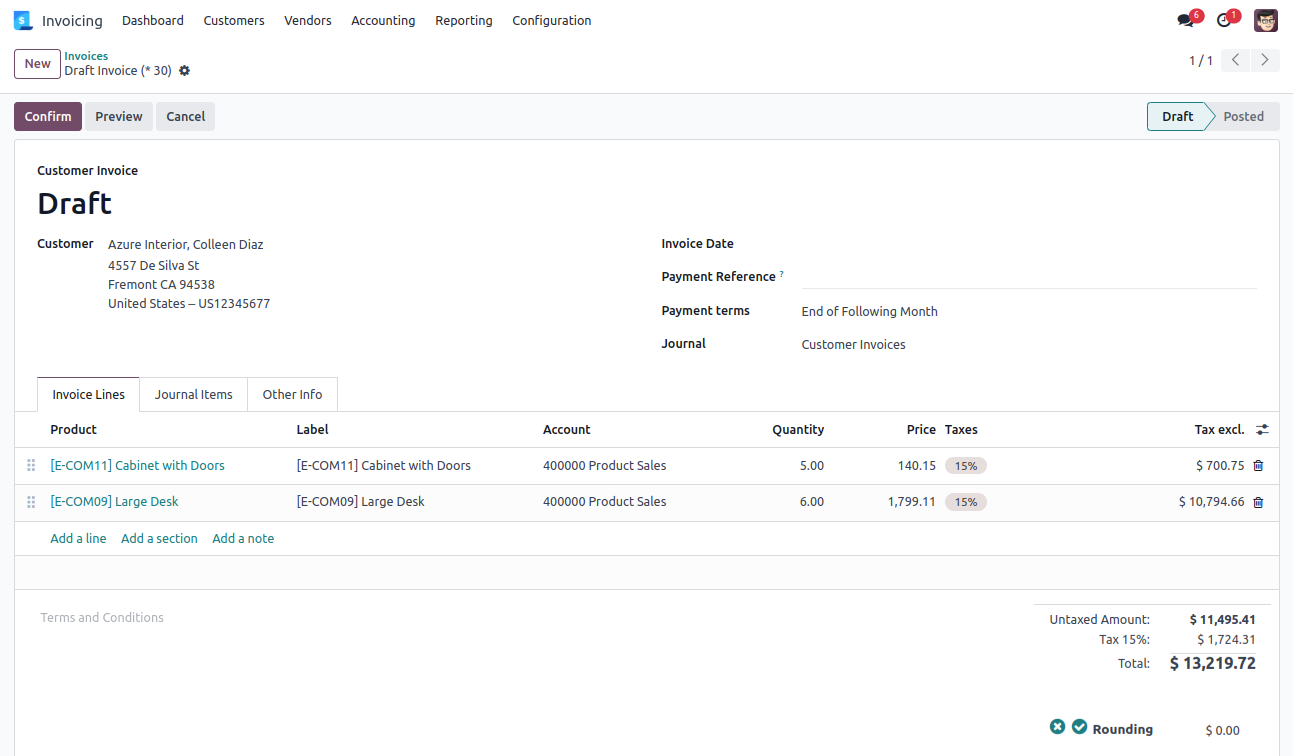 $ Invoicing Dashboard Customers Vendors Accounting Reporting Configuration 6 1
New Invoices 1 / 1
Draft Invoice (* 30)
Confirm Preview Cancel Draft Posted
Customer Invoice
Draft
Customer Azure Interior, Colleen Diaz Invoice Date
4557 De Silva St
Fremont CA 94538 Payment Reference ?
United States – US12345677
Payment terms End of Following Month
Journal Customer Invoices
Invoice Lines Journal Items Other Info
Product Label Account Quantity Price Taxes Tax excl.
[E-COM11] Cabinet with Doors [E-COM11] Cabinet with Doors 400000 Product Sales 5.00 140.15 15% $ 700.75
[E-COM09] Large Desk [E-COM09] Large Desk 400000 Product Sales 6.00 1,799.11 15% $ 10,794.66
Add a line Add a section Add a note
Terms and Conditions Untaxed Amount: $ 11,495.41
Tax 15%: $ 1,724.31
Total: $ 13,219.72
Rounding $ 0.00